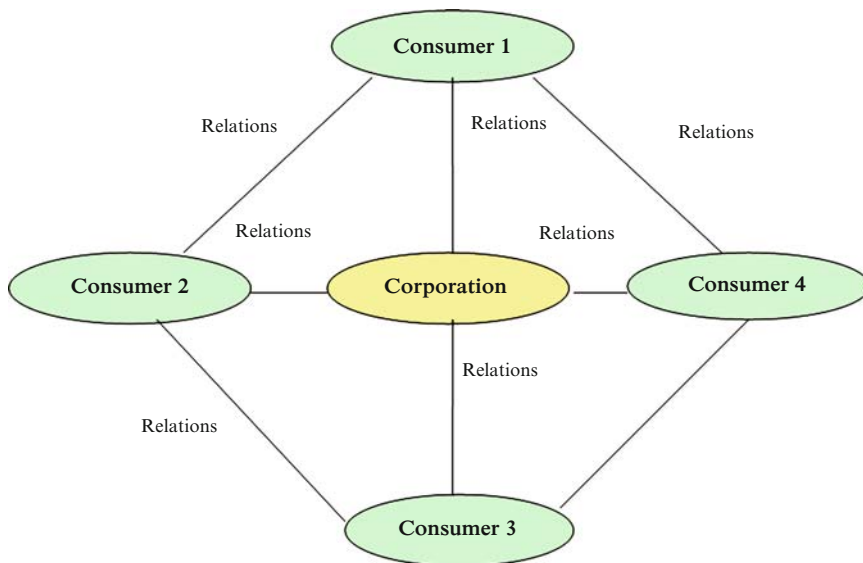 Consumer 1
Relations
Relations
Relations
Relations
Relations
Consumer 2
Corporation
Consumer 4
Relations
Relations
Consumer 3